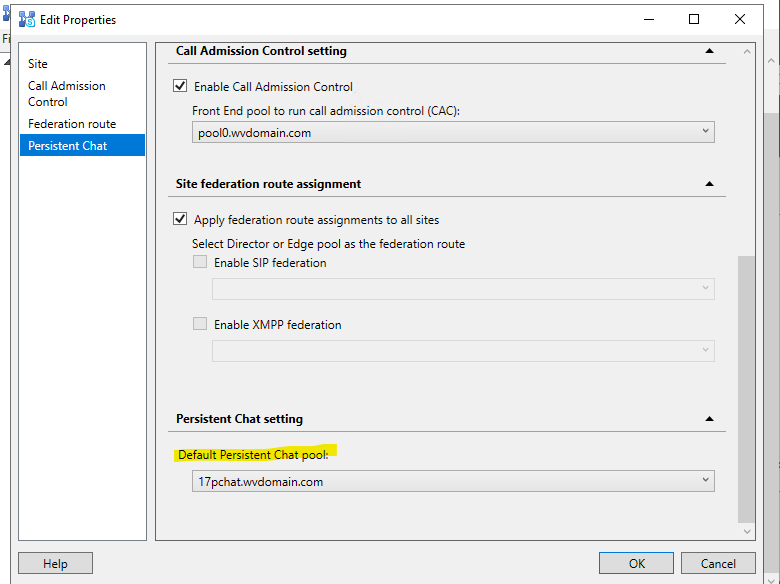 Edit Properties
Fi
Site
Call Admission
Control
Federation route
Persistent Chat
Call Admission Control setting
Enable Call Admission Control
Front End pool to run call admission control (CAC):
pool0.wvdomain.com
Site federation route assignment
Apply federation route assignments to all sites
Select Director or Edge pool as the federation route
Enable SIP federation
Enable XMPP federation
Persistent Chat setting
Default Persistent Chat pool:
17pchat.wvdomain.com
Help
OK
Cancel